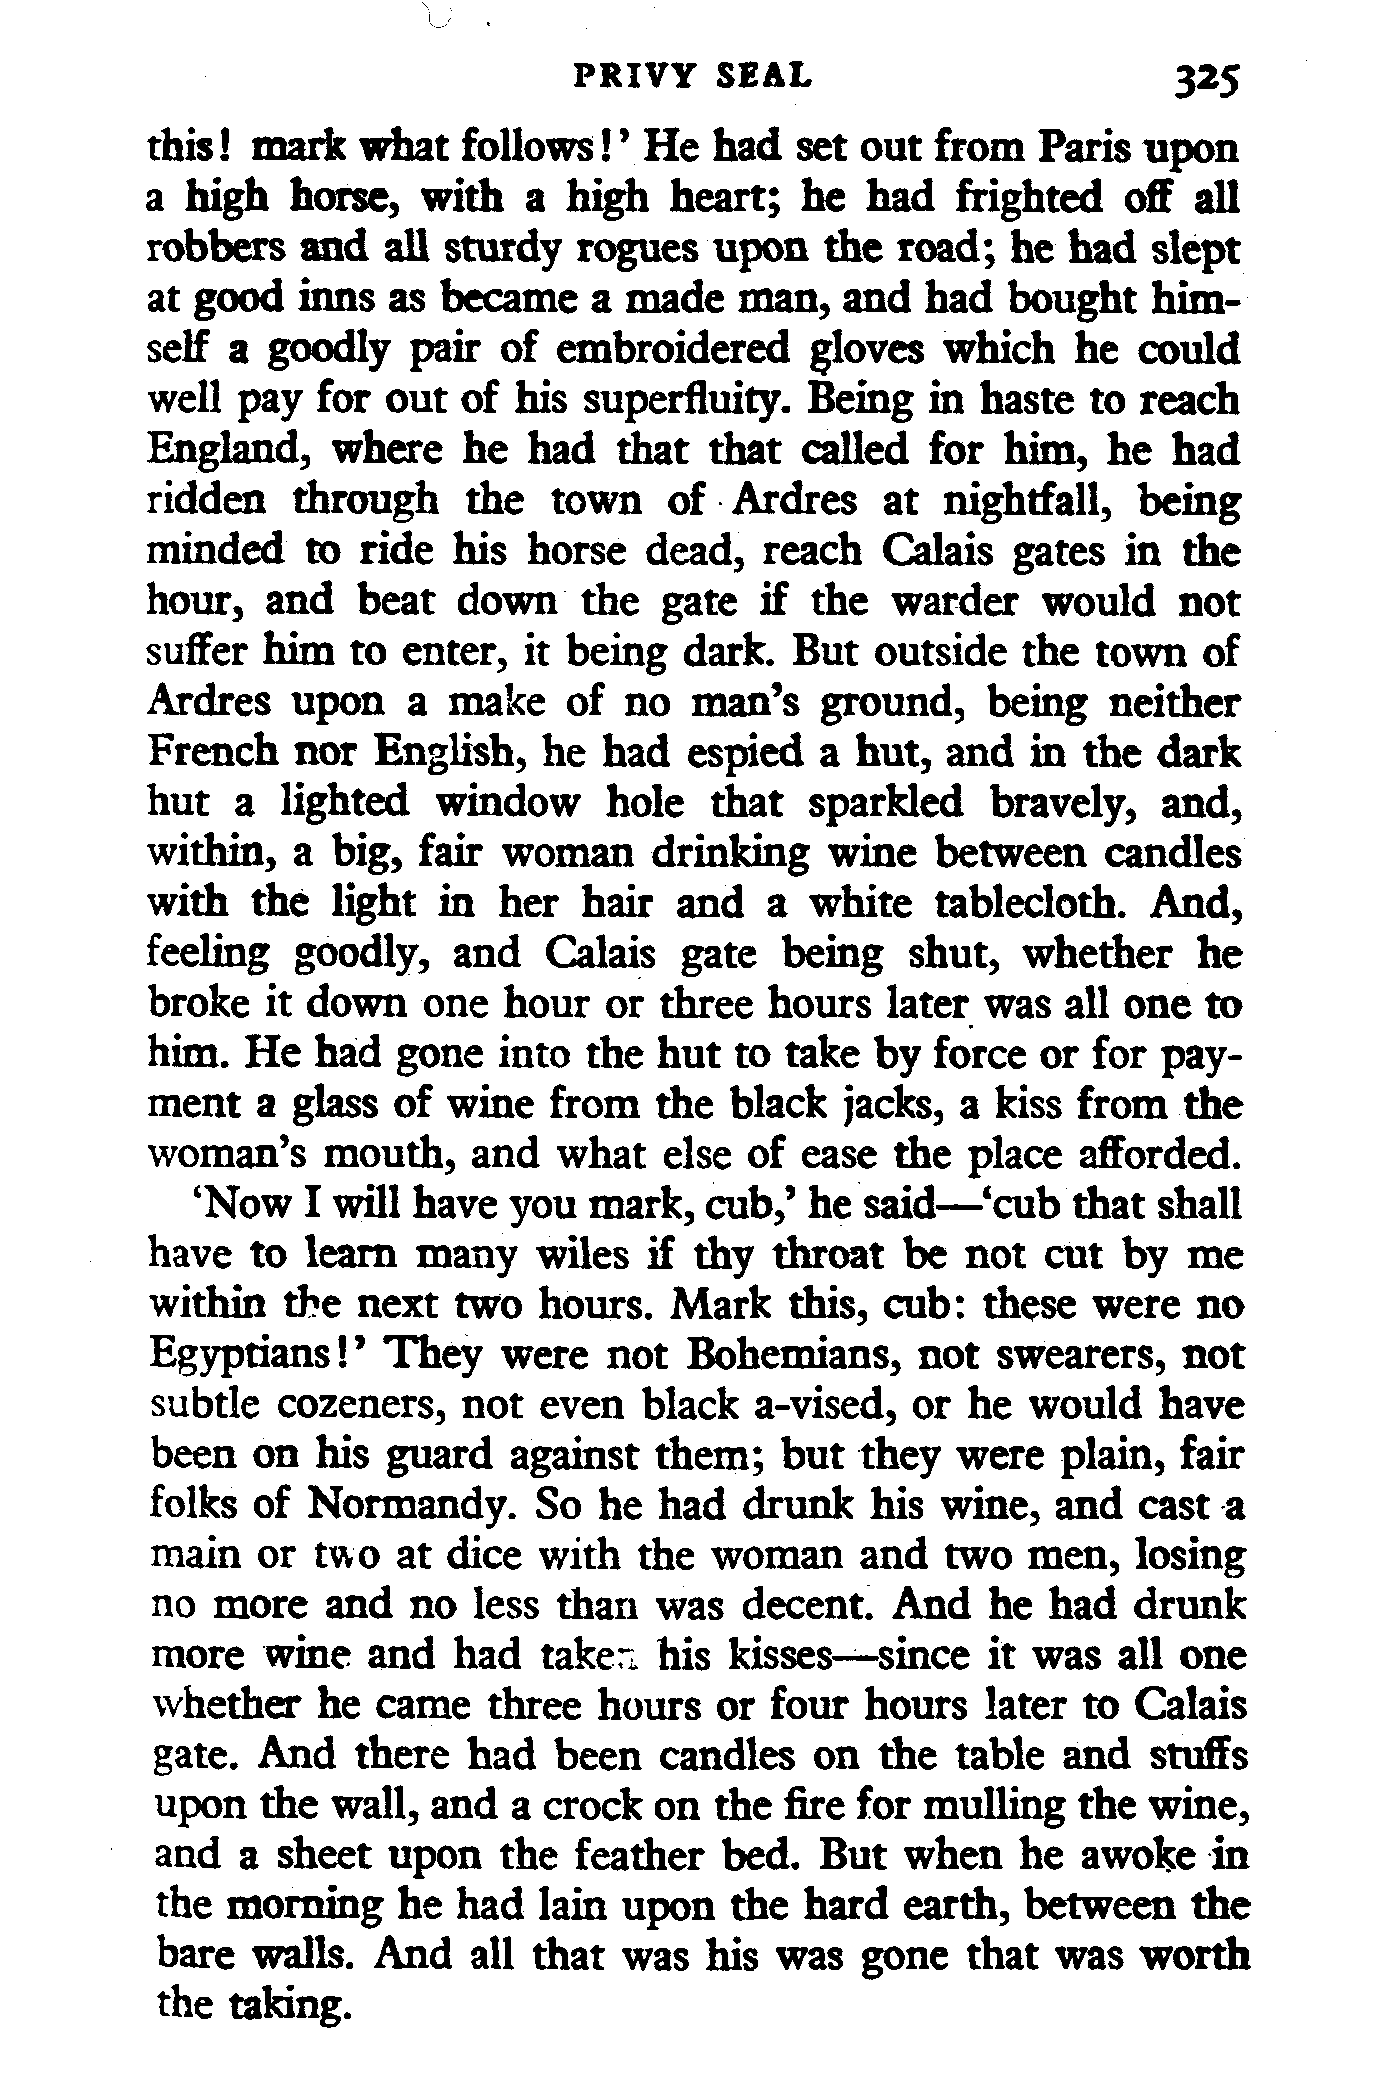 PRIVY SEAL 325
this! mark what follows!' He had set out from Paris upon
a high horse, with a high heart; he had frighted off all
robbers and all sturdy rogues upon the road; he had slept
at good inns as became a made man, and had bought him-
self a goodly pair of embroidered gloves which he could
well pay for out of his superfluity. Being in haste to reach
England, where he had that that called for him, he had
ridden through the town of Ardres at nightfall, being
minded to ride his horse dead, reach Calais gates in the
hour, and beat down the gate if the warder would not
suffer him to enter, it being dark. But outside the town of
Ardres upon a make of no man's ground, being neither
French nor English, he had espied a hut, and in the dark
hut a lighted window hole that sparkled bravely, and,
within, a big, fair woman drinking wine between candles
with the light in her hair and a white tablecloth. And,
feeling goodly, and Calais gate being shut, whether he
broke it down one hour or three hours later was all one to
him. He had gone into the hut to take by force or for pay-
ment a glass of wine from the black jacks, a kiss from the
woman's mouth, and what else of ease the place afforded.
'Now I will have you mark, cub,' he said—'cub that shall
have to learn many wiles if thy throat be not cut by me
within the next two hours. Mark this, cub: these were no
Egyptians!' They were not Bohemians, not swearers, not
subtle cozeners, not even black a-vised, or he would have
been on his guard against them; but they were plain, fair
folks of Normandy. So he had drunk his wine, and cast a
main or two at dice with the woman and two men, losing
no more and no less than was decent. And he had drunk
more wine and had taken his kisses—since it was all one
whether he came three hours or four hours later to Calais
gate. And there had been candles on the table and stuffs
upon the wall, and a crock on the fire for mulling the wine,
and a sheet upon the feather bed. But when he awoke in
the morning he had lain upon the hard earth, between the
bare walls. And all that was his was gone that was worth
the taking.